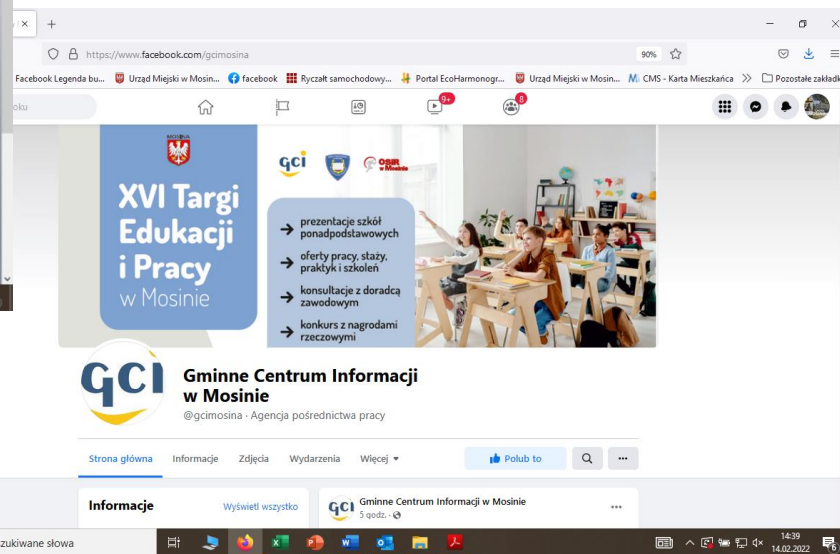 https://www.facebook.com/gcimosina
90%
Facebook Legenda bu...
Urząd Miejski w Mosin...
facebook
Ryczałt samochodowy...
Portal EcoHarmonogr...
Urząd Miejski w Mosin...
CMS - Karta Mieszkańca
Pozostałe zakładk
oku
9+
8
MOSINA
XVI Targi
Edukacji
i Pracy
w Mosinie
gci
OSiR
w Mosinie
→ prezentacje szkół
ponadpodstawowych
→ oferty pracy, staży,
praktyk i szkoleń
→ konsultacje z doradcą
zawodowym
→ konkurs z nagrodami
rzeczowymi
gci
Gminne Centrum Informacji
w Mosinie
@gcimosina · Agencja pośrednictwa pracy
Strona główna
Informacje
Zdjęcia
Wydarzenia
Więcej
Polub to
Informacje
Wyświetl wszystko
gci
Gminne Centrum Informacji w Mosinie
5 godz. ·
zukiwane słowa
14:39
14.02.2022